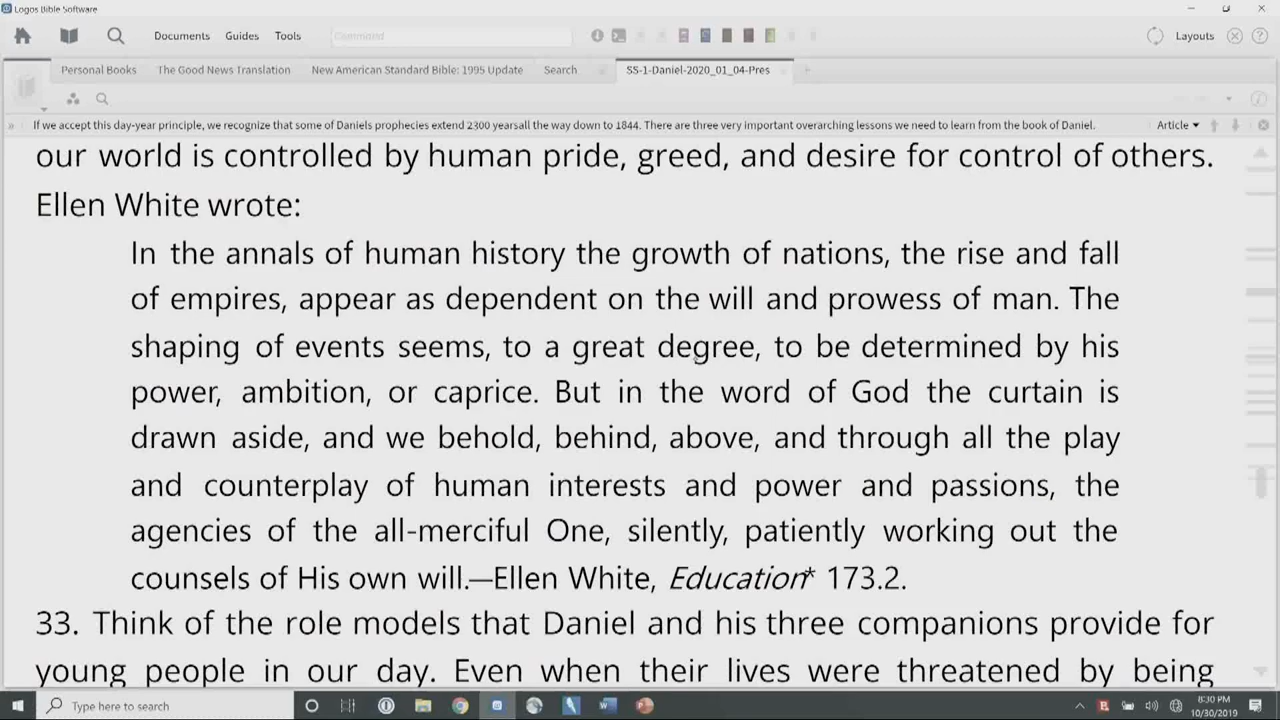 Logos Bible Software
Documents Guides Tools Command Layouts
Personal Books The Good News Translation New American Standard Bible: 1995 Update Search SS-1-Daniel-2020_01_04-Pres
If we accept this day-year principle, we recognize that some of Daniels prophecies extend 2300 yearsall the way down to 1844. There are three very important overarching lessons we need to learn from the book of Daniel. Article
our world is controlled by human pride, greed, and desire for control of others.
Ellen White wrote:
In the annals of human history the growth of nations, the rise and fall
of empires, appear as dependent on the will and prowess of man. The
shaping of events seems, to a great degree, to be determined by his
power, ambition, or caprice. But in the word of God the curtain is
drawn aside, and we behold, behind, above, and through all the play
and counterplay of human interests and power and passions, the
agencies of the all-merciful One, silently, patiently working out the
counsels of His own will.—Ellen White, Education* 173.2.
33. Think of the role models that Daniel and his three companions provide for
young people in our day. Even when their lives were threatened by being
Type here to search
8:30 PM
10/30/2019